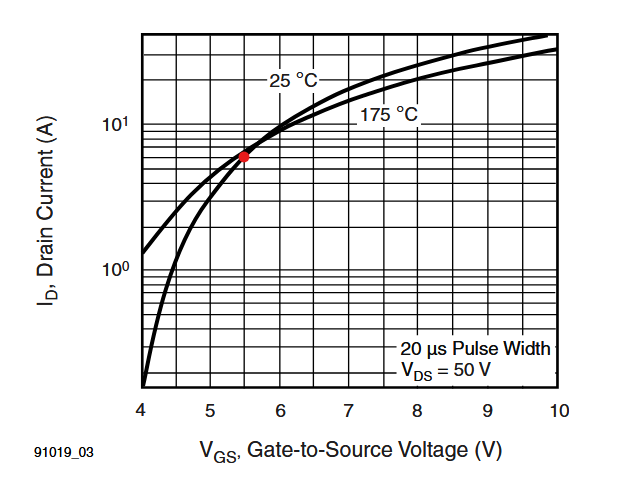 I_D, Drain Current (A)
10¹
10⁰
25 °C
175 °C
20 µs Pulse Width
V_DS = 50 V
4 5 6 7 8 9 10
V_GS, Gate-to-Source Voltage (V)
91019_03